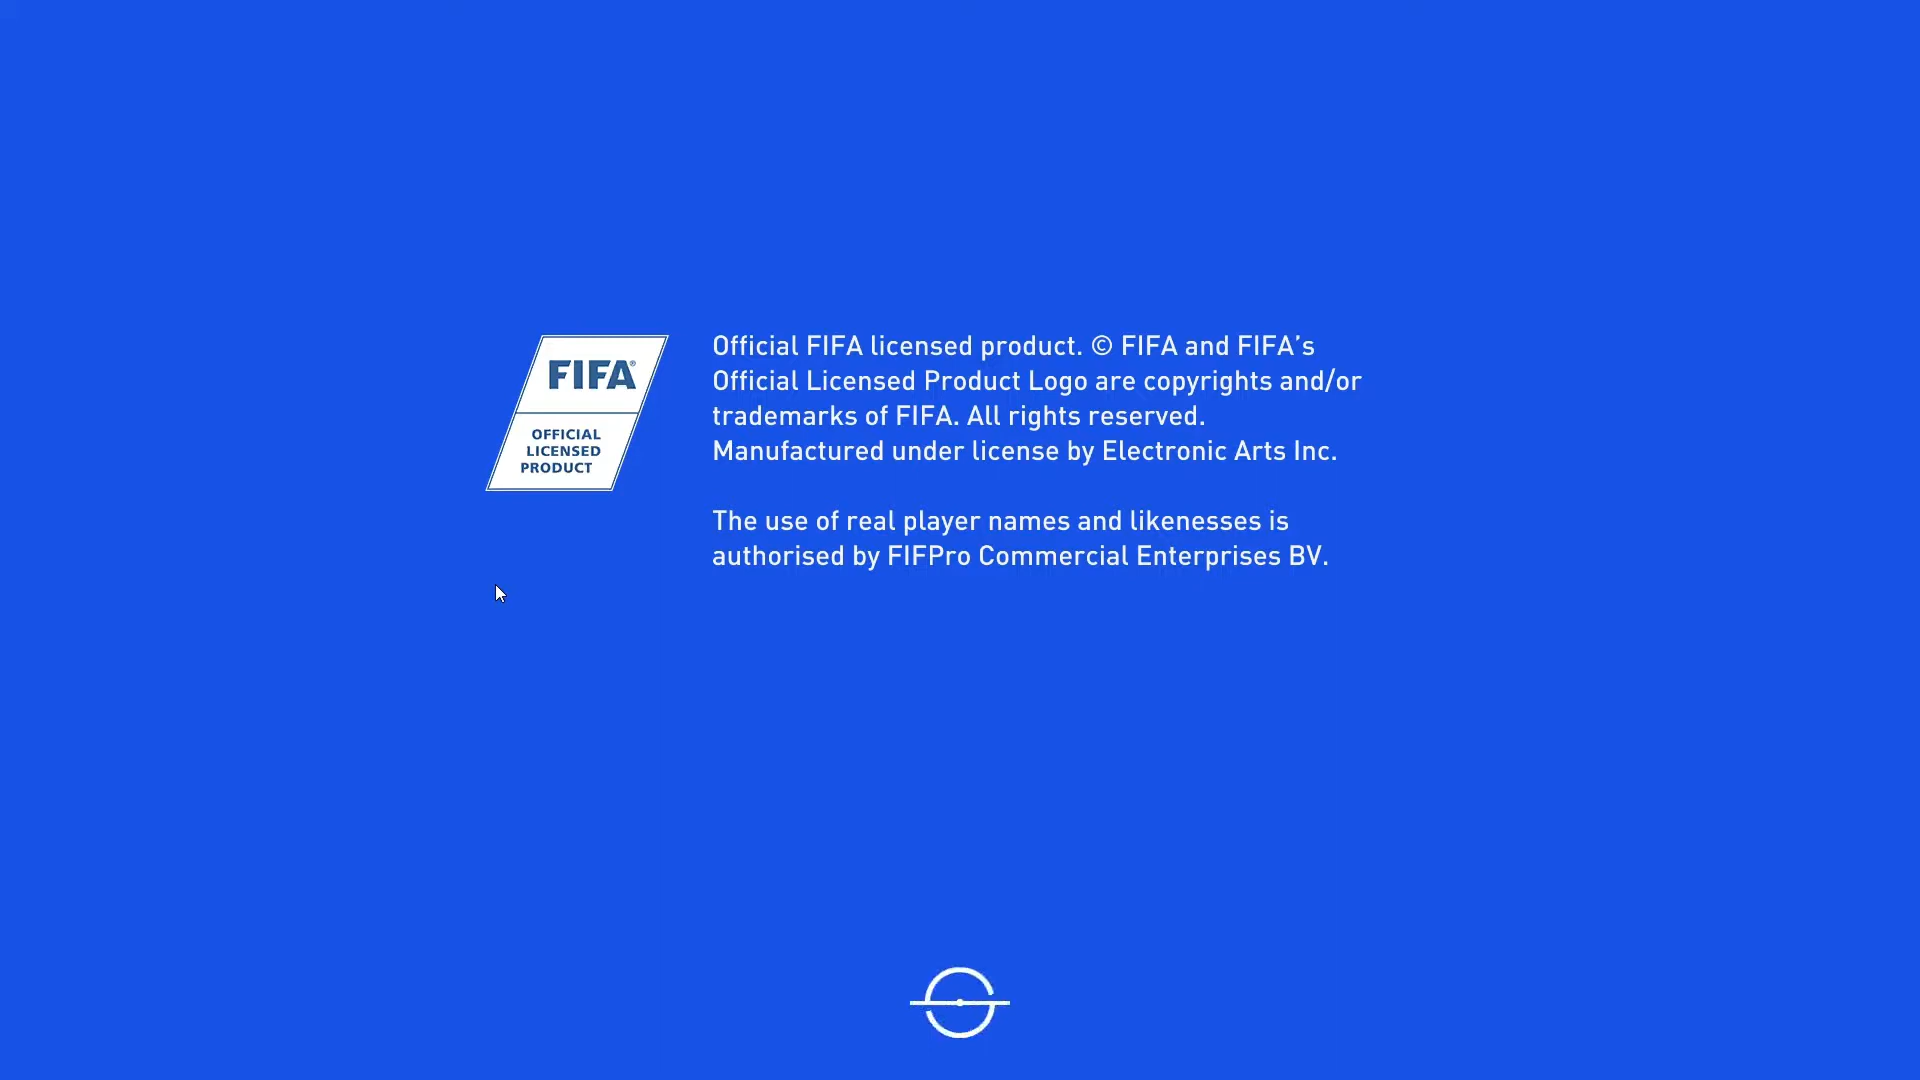 FIFA®
OFFICIAL
LICENSED
PRODUCT
Official FIFA licensed product. © FIFA and FIFA’s
Official Licensed Product Logo are copyrights and/or
trademarks of FIFA. All rights reserved.
Manufactured under license by Electronic Arts Inc.
The use of real player names and likenesses is
authorised by FIFPro Commercial Enterprises BV.